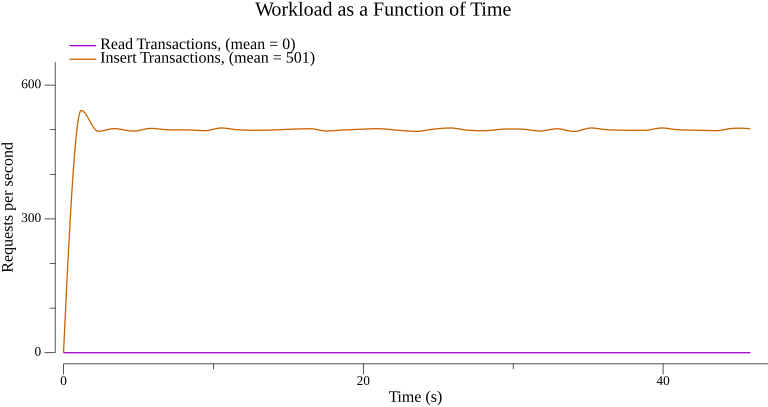 Workload as a Function of Time
Read Transactions, (mean = 0)
Insert Transactions, (mean = 501)
600
300
0
Requests per second
0
20
40
Time (s)